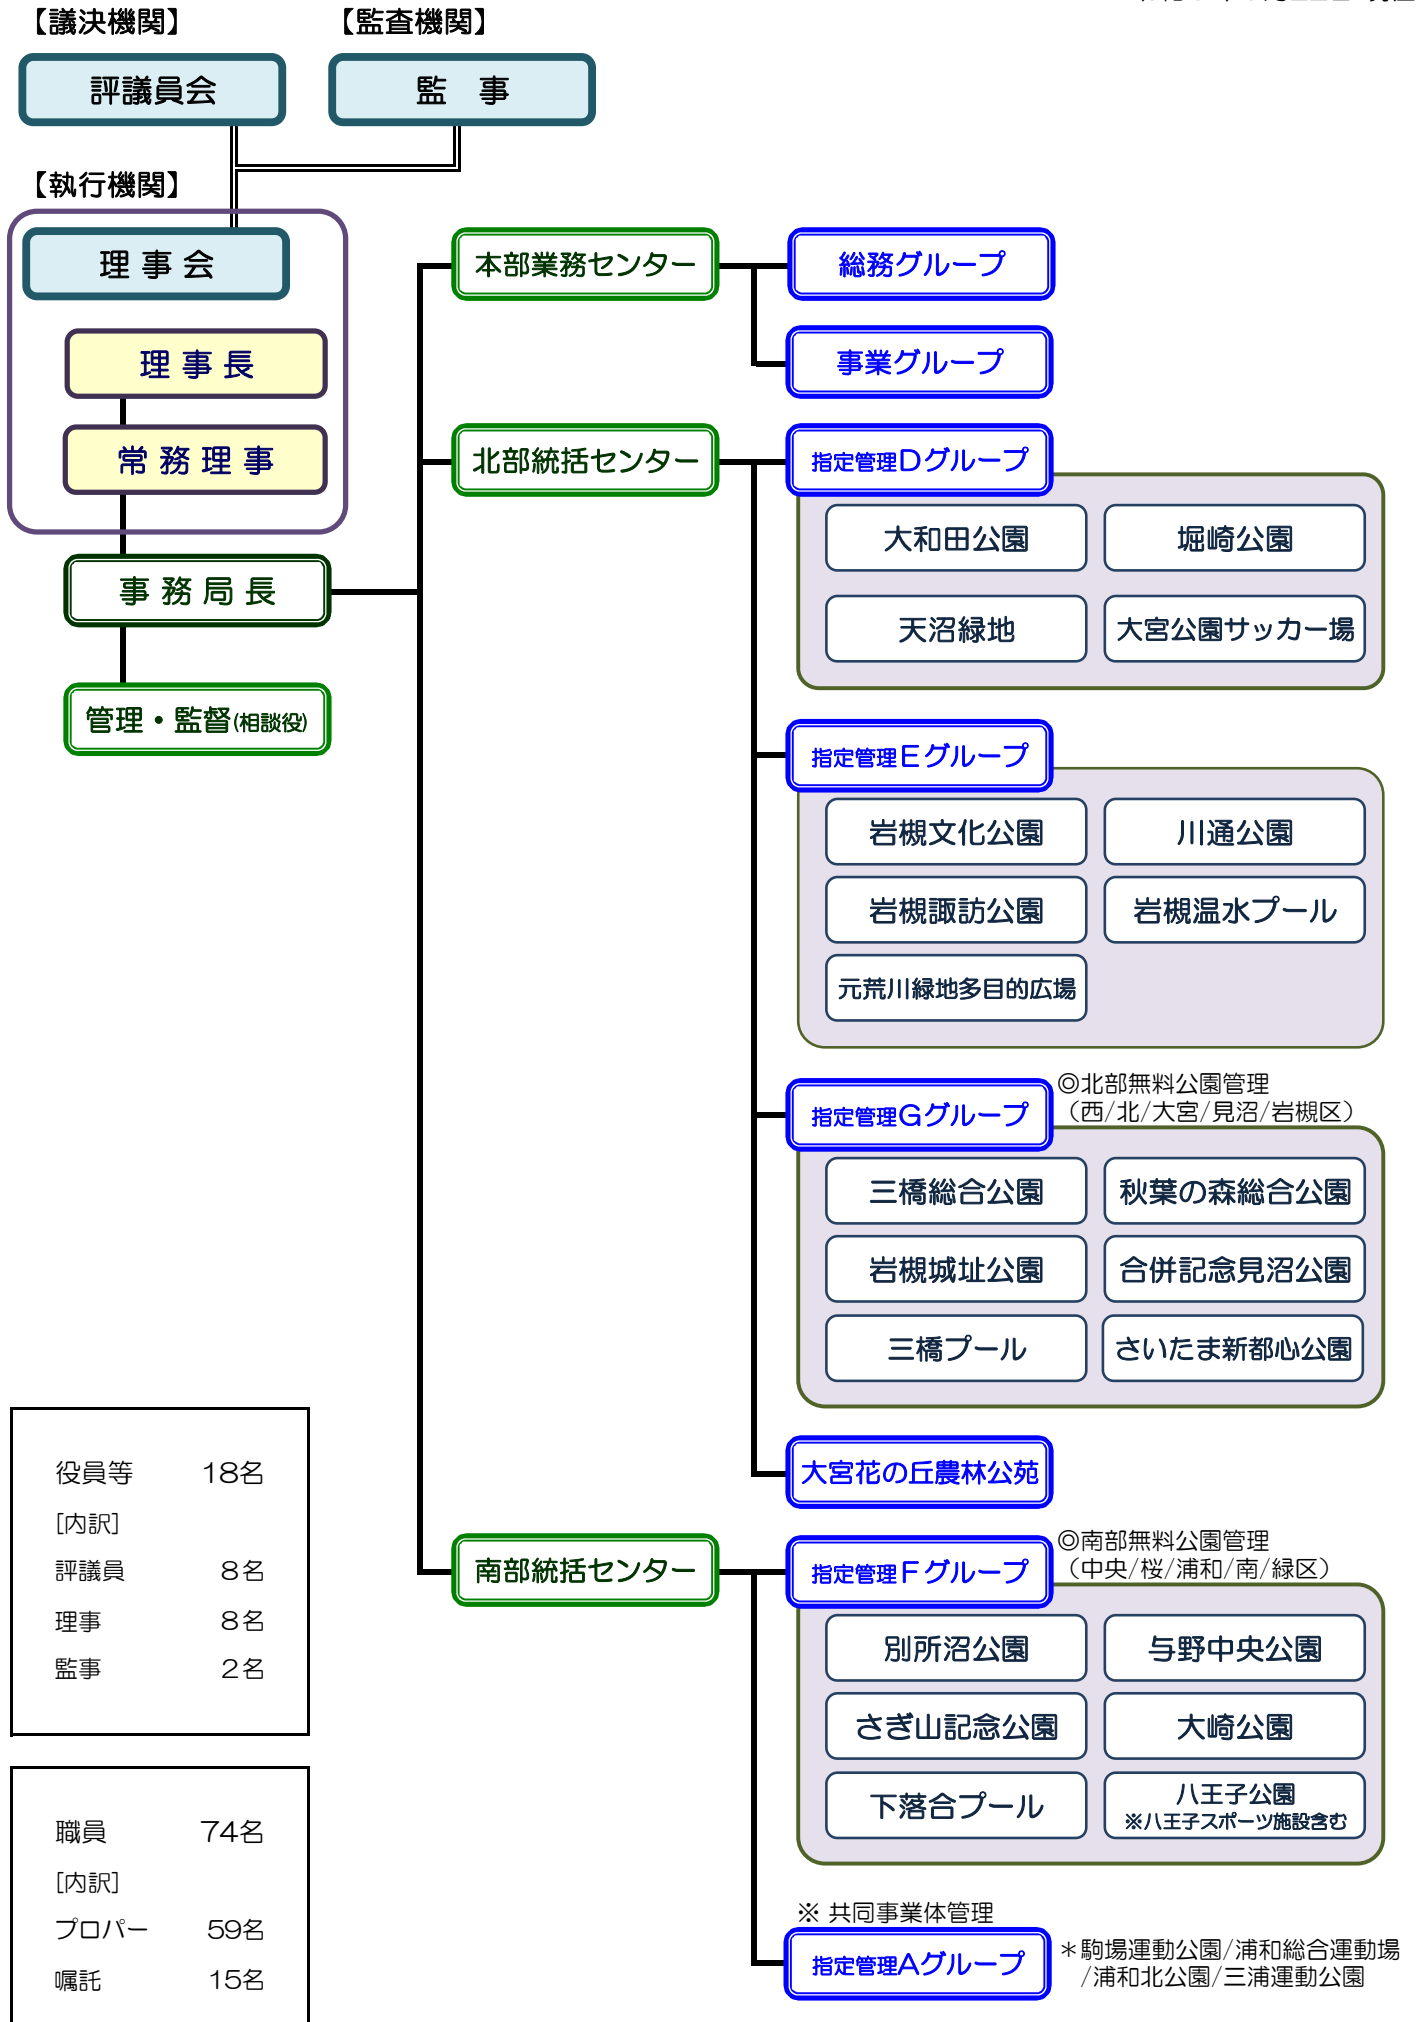 【議決機関】
【監査機関】
評議員会
監　事
【執行機関】
理 事 会
理 事 長
常 務 理 事
事 務 局 長
管理・監督(相談役)
本部業務センター
総務グループ
事業グループ
北部統括センター
指定管理Dグループ
大和田公園
堀崎公園
天沼緑地
大宮公園サッカー場
指定管理Eグループ
岩槻文化公園
川通公園
岩槻諏訪公園
岩槻温水プール
元荒川緑地多目的広場
指定管理Gグループ
◎北部無料公園管理
（西/北/大宮/見沼/岩槻区）
三橋総合公園
秋葉の森総合公園
岩槻城址公園
合併記念見沼公園
三橋プール
さいたま新都心公園
大宮花の丘農林公苑
南部統括センター
指定管理Fグループ
◎南部無料公園管理
（中央/桜/浦和/南/緑区）
別所沼公園
与野中央公園
さぎ山記念公園
大崎公園
下落合プール
八王子公園
※八王子スポーツ施設含む
※ 共同事業体管理
指定管理Aグループ
＊駒場運動公園/浦和総合運動場
/浦和北公園/三浦運動公園
役員等 18名
[内訳]
評議員 8名
理事 8名
監事 2名
職員 74名
[内訳]
プロパー 59名
嘱託 15名